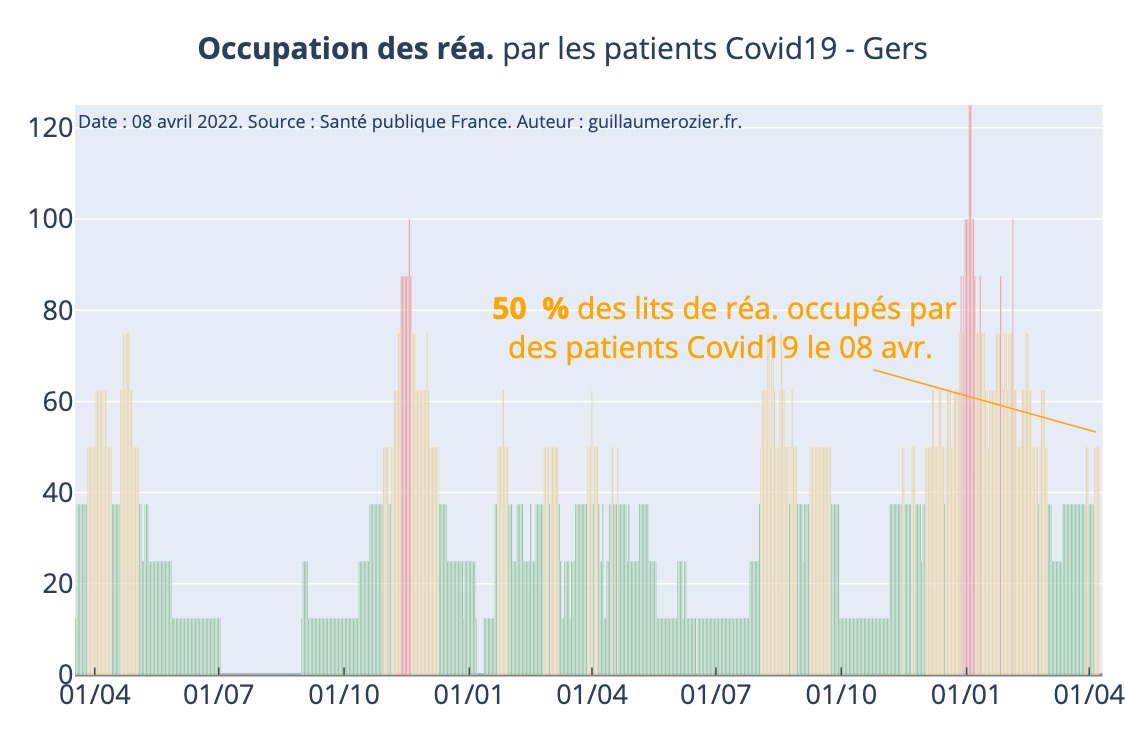 Occupation des réa. par les patients Covid19 - Gers
Date : 08 avril 2022. Source : Santé publique France. Auteur : guillaumerozier.fr.
120
100
80
60
40
20
0
50 % des lits de réa. occupés par
des patients Covid19 le 08 avr.
01/04 01/07 01/10 01/01 01/04 01/07 01/10 01/01 01/04